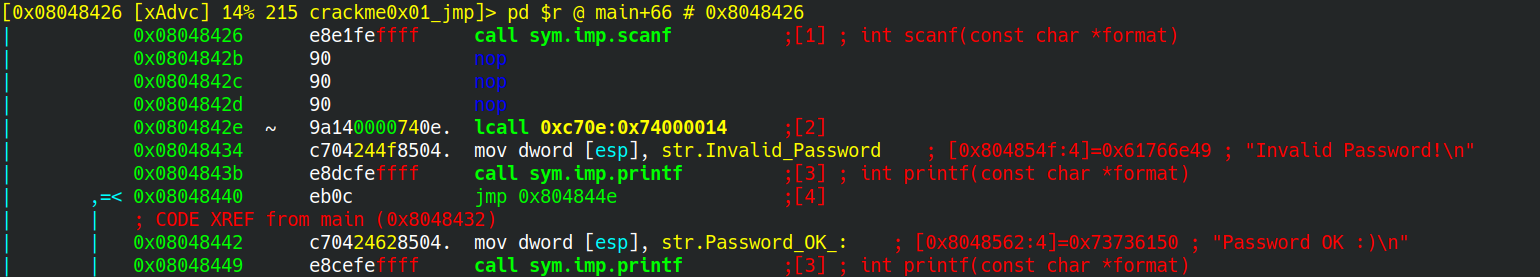 [0x08048426 [xAdvc] 14% 215 crackme0x01_jmp]> pd $r @ main+66 # 0x8048426
| 0x08048426 e8e1feffff call sym.imp.scanf ;[1] ; int scanf(const char *format)
| 0x0804842b 90 nop
| 0x0804842c 90 nop
| 0x0804842d 90 nop
| 0x0804842e ~ 9a140000740e. lcall 0xc70e:0x74000014 ;[2]
| 0x08048434 c704244f8504. mov dword [esp], str.Invalid_Password ; [0x804854f:4]=0x61766e49 ; "Invalid Password!\n"
| 0x0804843b e8dcfeffff call sym.imp.printf ;[3] ; int printf(const char *format)
| ,=< 0x08048440 eb0c jmp 0x804844e ;[4]
| | ; CODE XREF from main (0x8048432)
| | 0x08048442 c70424628504. mov dword [esp], str.Password_OK_: ; [0x8048562:4]=0x73736150 ; "Password OK :)\n"
| | 0x08048449 e8cefeffff call sym.imp.printf ;[3] ; int printf(const char *format)